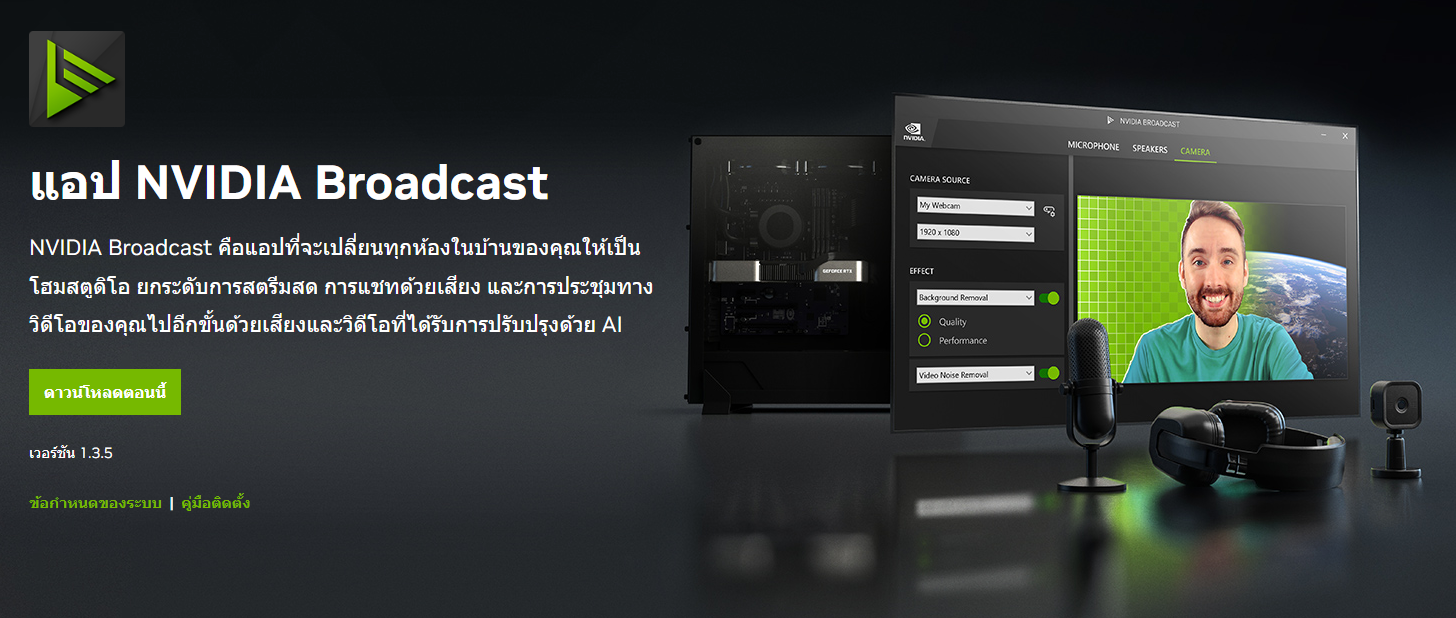 แอป NVIDIA Broadcast
NVIDIA Broadcast คือแอปที่จะเปลี่ยนทุกห้องในบ้านของคุณให้เป็น
โฮมสตูดิโอ ยกระดับการสตรีมสด การแชทด้วยเสียง และการประชุมทาง
วิดีโอของคุณไปอีกขั้นด้วยเสียงและวิดีโอที่ได้รับการปรับปรุงด้วย AI
ดาวน์โหลดตอนนี้
เวอร์ชัน 1.3.5
ข้อกำหนดของระบบ | คู่มือติดตั้ง
GEFORCE RTX
NVIDIA BROADCAST
NVIDIA.
MICROPHONE SPEAKERS CAMERA
CAMERA SOURCE
My Webcam
1920 x 1080
EFFECT
Background Removal
Quality
Performance
Video Noise Removal